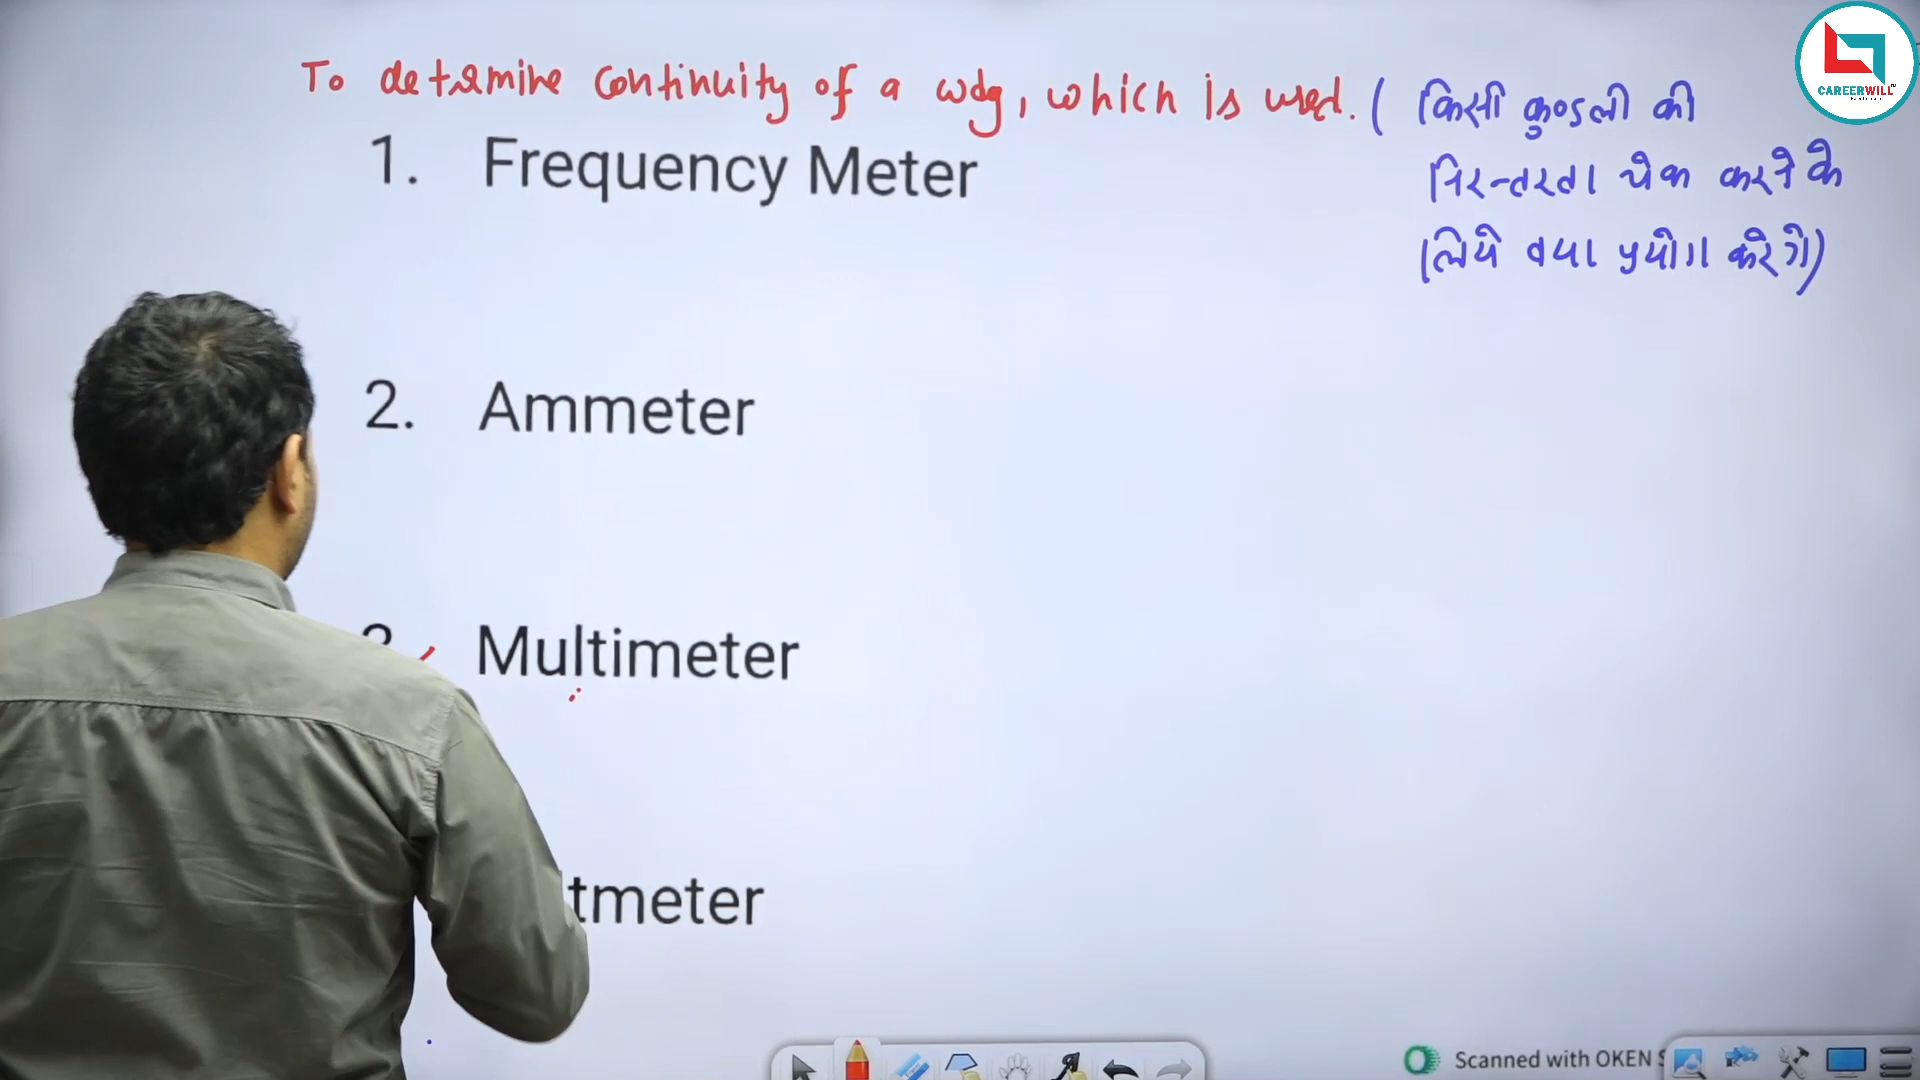 To determine continuity of a wdg, which is used. ( किसी कुण्डली की
निरन्तरता चेक करने के
लिये क्या प्रयोग करेंगे)
1. Frequency Meter
2. Ammeter
Multimeter
tmeter
CAREERWILL
Scanned with OKEN S